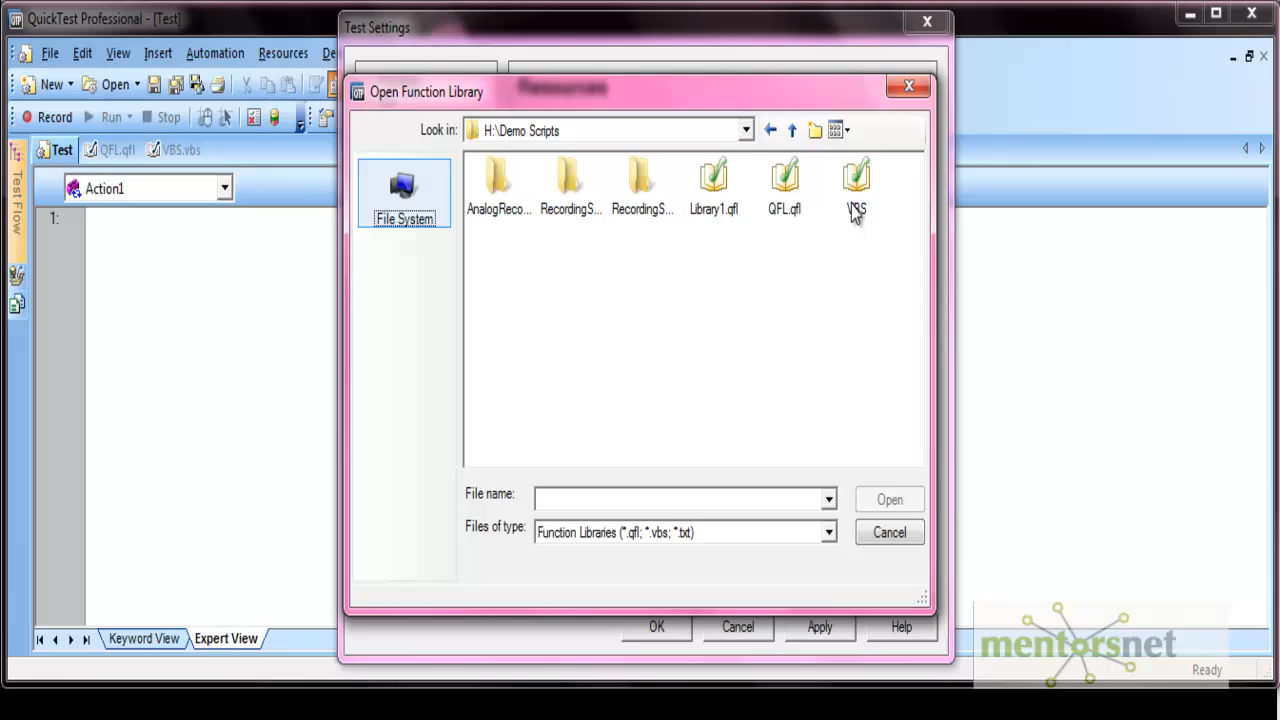 QuickTest Professional - [Test]
File Edit View Insert Automation Resources De
New Open
Record Run Stop
Test QFL.qfl VBS.vbs
Test Flow
Action1
1:
Keyword View Expert View
Test Settings
Resources
Open Function Library
Look in: H:\Demo Scripts
File System
AnalogReco... RecordingS... RecordingS... Library1.qfl QFL.qfl VBS
File name: Open
Files of type: Function Libraries (*.qfl; *.vbs; *.txt) Cancel
OK Cancel Apply Help
mentorsnet
Ready